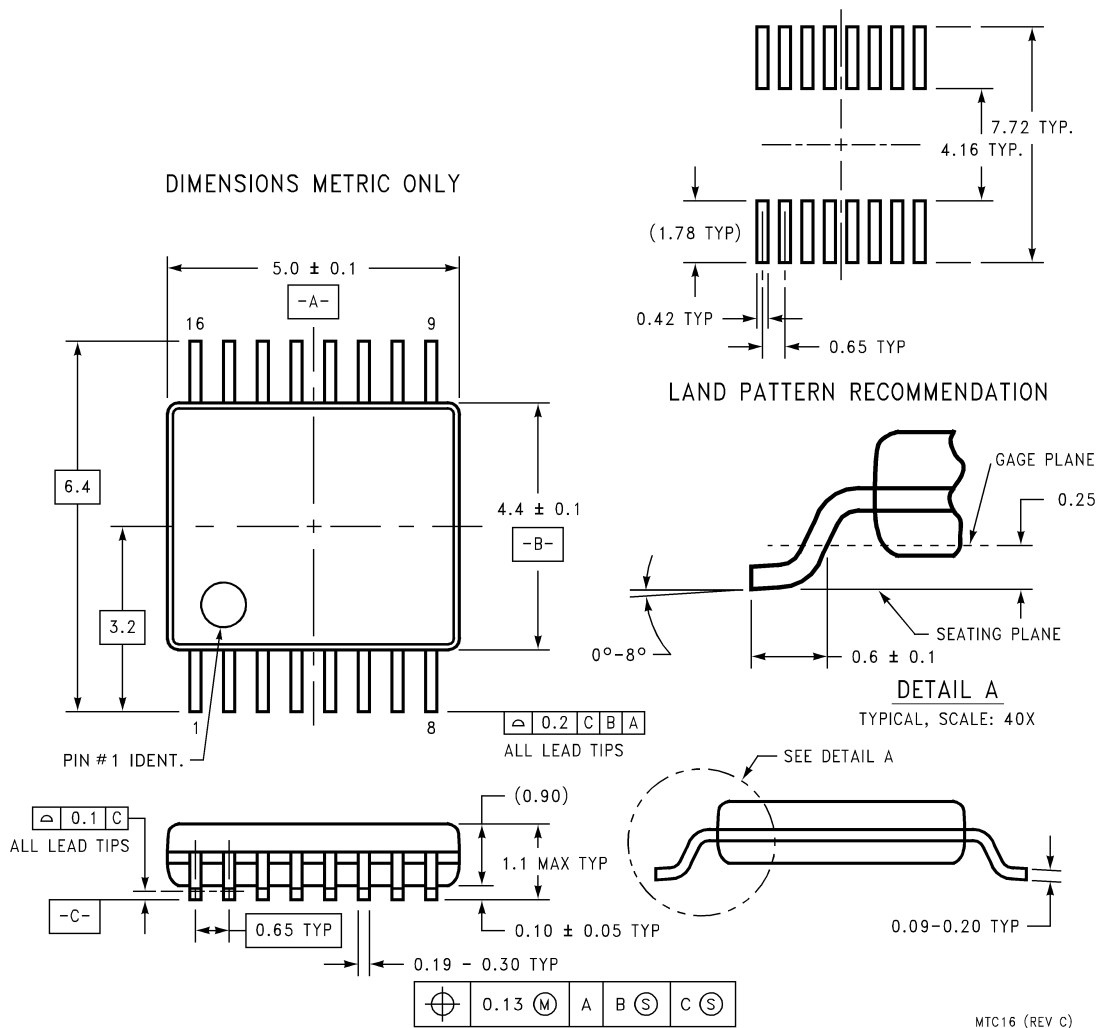 7.72 TYP.
4.16 TYP.
DIMENSIONS METRIC ONLY
(1.78 TYP)
5.0 ± 0.1
-A-
0.42 TYP
16
9
0.65 TYP
LAND PATTERN RECOMMENDATION
GAGE PLANE
6.4
0.25
4.4 ± 0.1
-B-
3.2
SEATING PLANE
0°-8°
0.6 ± 0.1
DETAIL A
TYPICAL, SCALE: 40X
1
8
⌓ 0.2 C B A
ALL LEAD TIPS
PIN #1 IDENT.
SEE DETAIL A
(0.90)
⌓ 0.1 C
ALL LEAD TIPS
1.1 MAX TYP
-C-
0.65 TYP
0.10 ± 0.05 TYP
0.09-0.20 TYP
0.19 - 0.30 TYP
⌖ 0.13 Ⓜ A B Ⓢ C Ⓢ
MTC16 (REV C)